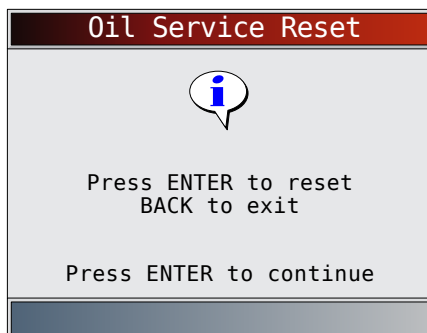 Oil Service Reset
i
Press ENTER to reset
BACK to exit
Press ENTER to continue